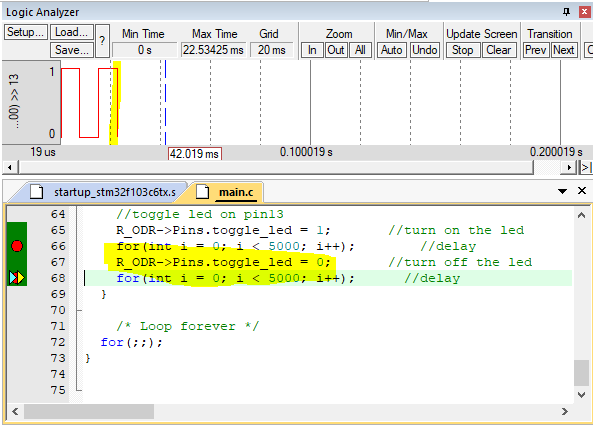 Logic Analyzer
Setup... Load... Save... ? Min Time Max Time Grid Zoom Min/Max Update Screen Transition
0 s 22.53425 ms 20 ms In Out All Auto Undo Stop Clear Prev Next
1
...00) >> 13
0
19 us 42.019 ms 0.100019 s 0.200019 s
startup_stm32f103c6tx.s main.c
64 //toggle led on pin13
65 R_ODR->Pins.toggle_led = 1; //turn on the led
66 for(int i = 0; i < 5000; i++); //delay
67 R_ODR->Pins.toggle_led = 0; //turn off the led
68 for(int i = 0; i < 5000; i++); //delay
69 }
70
71 /* Loop forever */
72 for(;;);
73 }
74
75